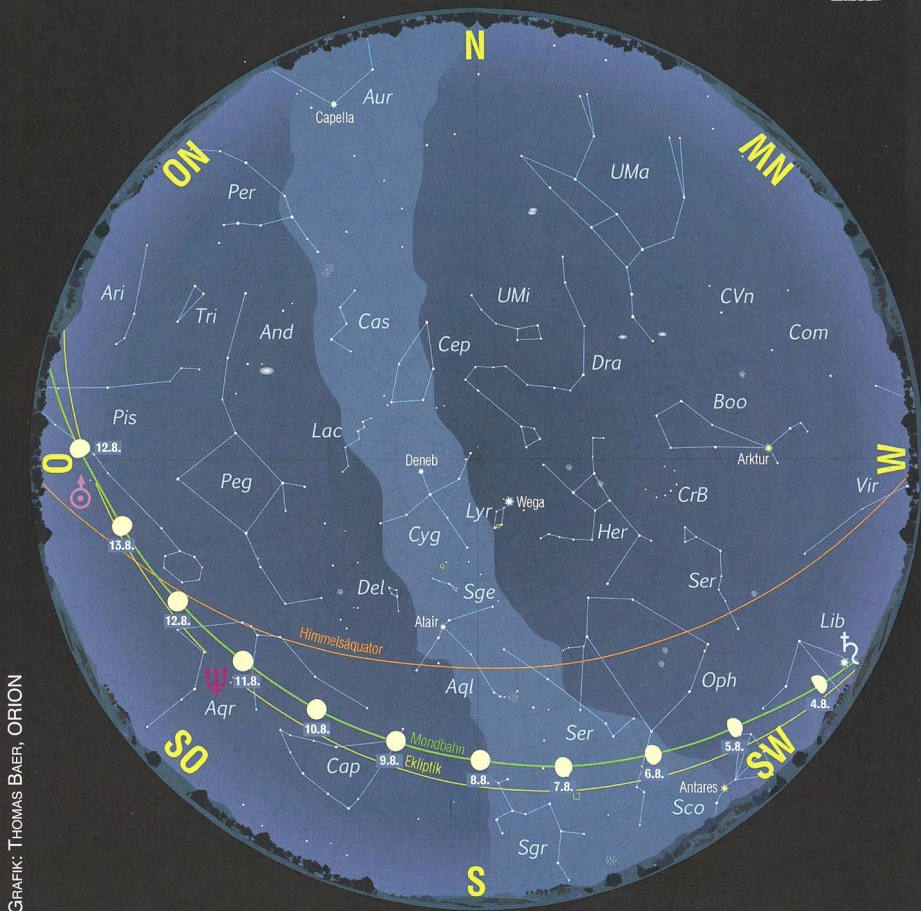 N
Aur
Capella
NO
NW
Per
UMa
Ari
Tri
And
Cas
UMi
CVn
Cep
Com
Dra
Pis
Lac
Boo
12.8.
O
Deneb
Arktur
W
Peg
Lyr
Wega
CrB
Vir
13.8.
Cyg
Her
Del
Sge
Ser
12.8.
Atair
Himmelsäquator
Lib
11.8.
Aql
Oph
4.8.
Aqr
10.8.
Ser
5.8.
SO
Mondbahn
SW
9.8.
Ekliptik
8.8.
7.8.
6.8.
Cap
Antares
Sco
Sgr
S
GRAFIK: THOMAS BAER, ORION